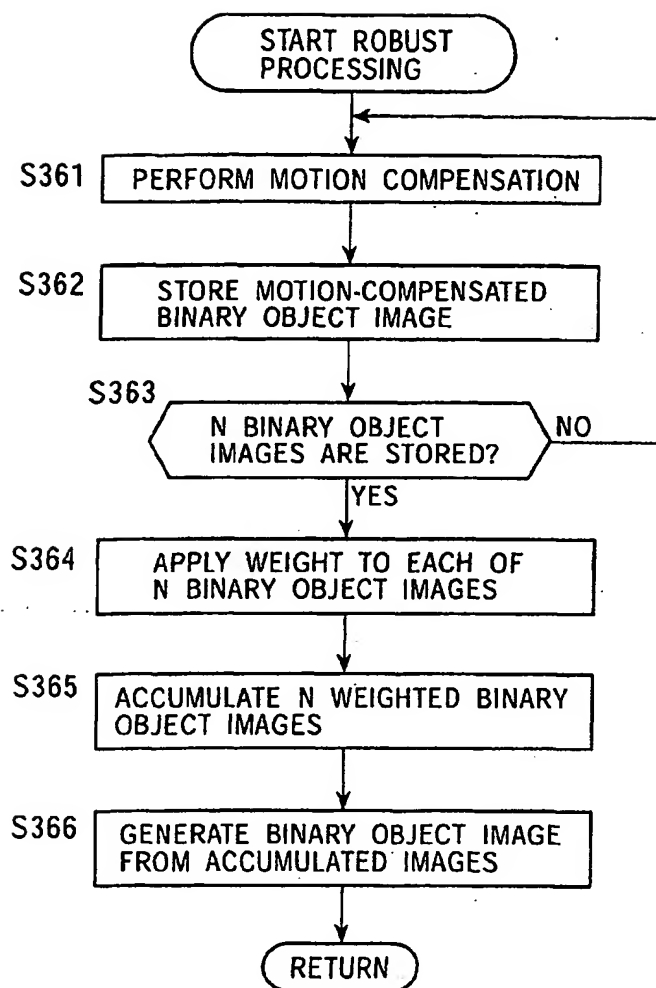 START ROBUST
PROCESSING
S361
PERFORM MOTION COMPENSATION
S362
STORE MOTION-COMPENSATED
BINARY OBJECT IMAGE
S363
N BINARY OBJECT
IMAGES ARE STORED?
NO
YES
S364
APPLY WEIGHT TO EACH OF
N BINARY OBJECT IMAGES
S365
ACCUMULATE N WEIGHTED BINARY
OBJECT IMAGES
S366
GENERATE BINARY OBJECT IMAGE
FROM ACCUMULATED IMAGES
RETURN